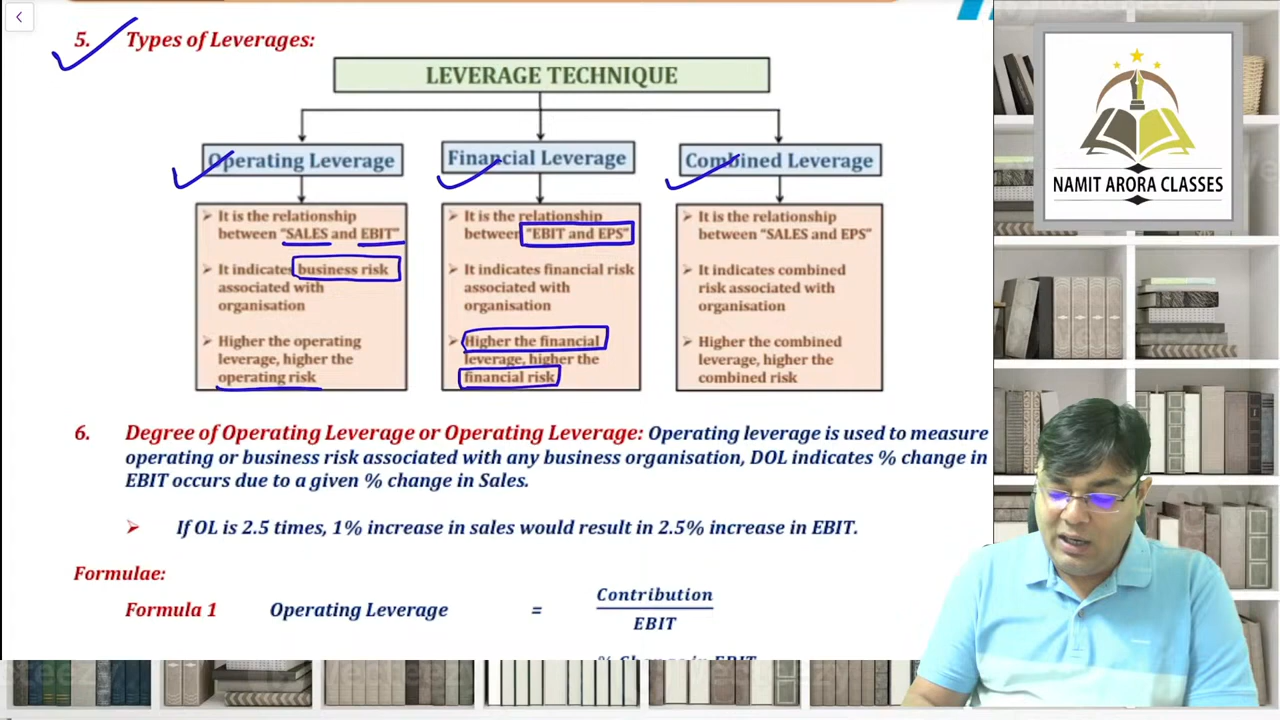 5. Types of Leverages:
LEVERAGE TECHNIQUE
Operating Leverage
Financial Leverage
Combined Leverage
It is the relationship
between “SALES and EBIT”
It indicates business risk
associated with
organisation
Higher the operating
leverage, higher the
operating risk
It is the relationship
between “EBIT and EPS”
It indicates financial risk
associated with
organisation
Higher the financial
leverage, higher the
financial risk
It is the relationship
between “SALES and EPS”
It indicates combined
risk associated with
organisation
Higher the combined
leverage, higher the
combined risk
6. Degree of Operating Leverage or Operating Leverage: Operating leverage is used to measure
operating or business risk associated with any business organisation, DOL indicates % change in
EBIT occurs due to a given % change in Sales.
If OL is 2.5 times, 1% increase in sales would result in 2.5% increase in EBIT.
Formulae:
Formula 1 Operating Leverage = Contribution
EBIT
% Change in EBIT
NAMIT ARORA CLASSES